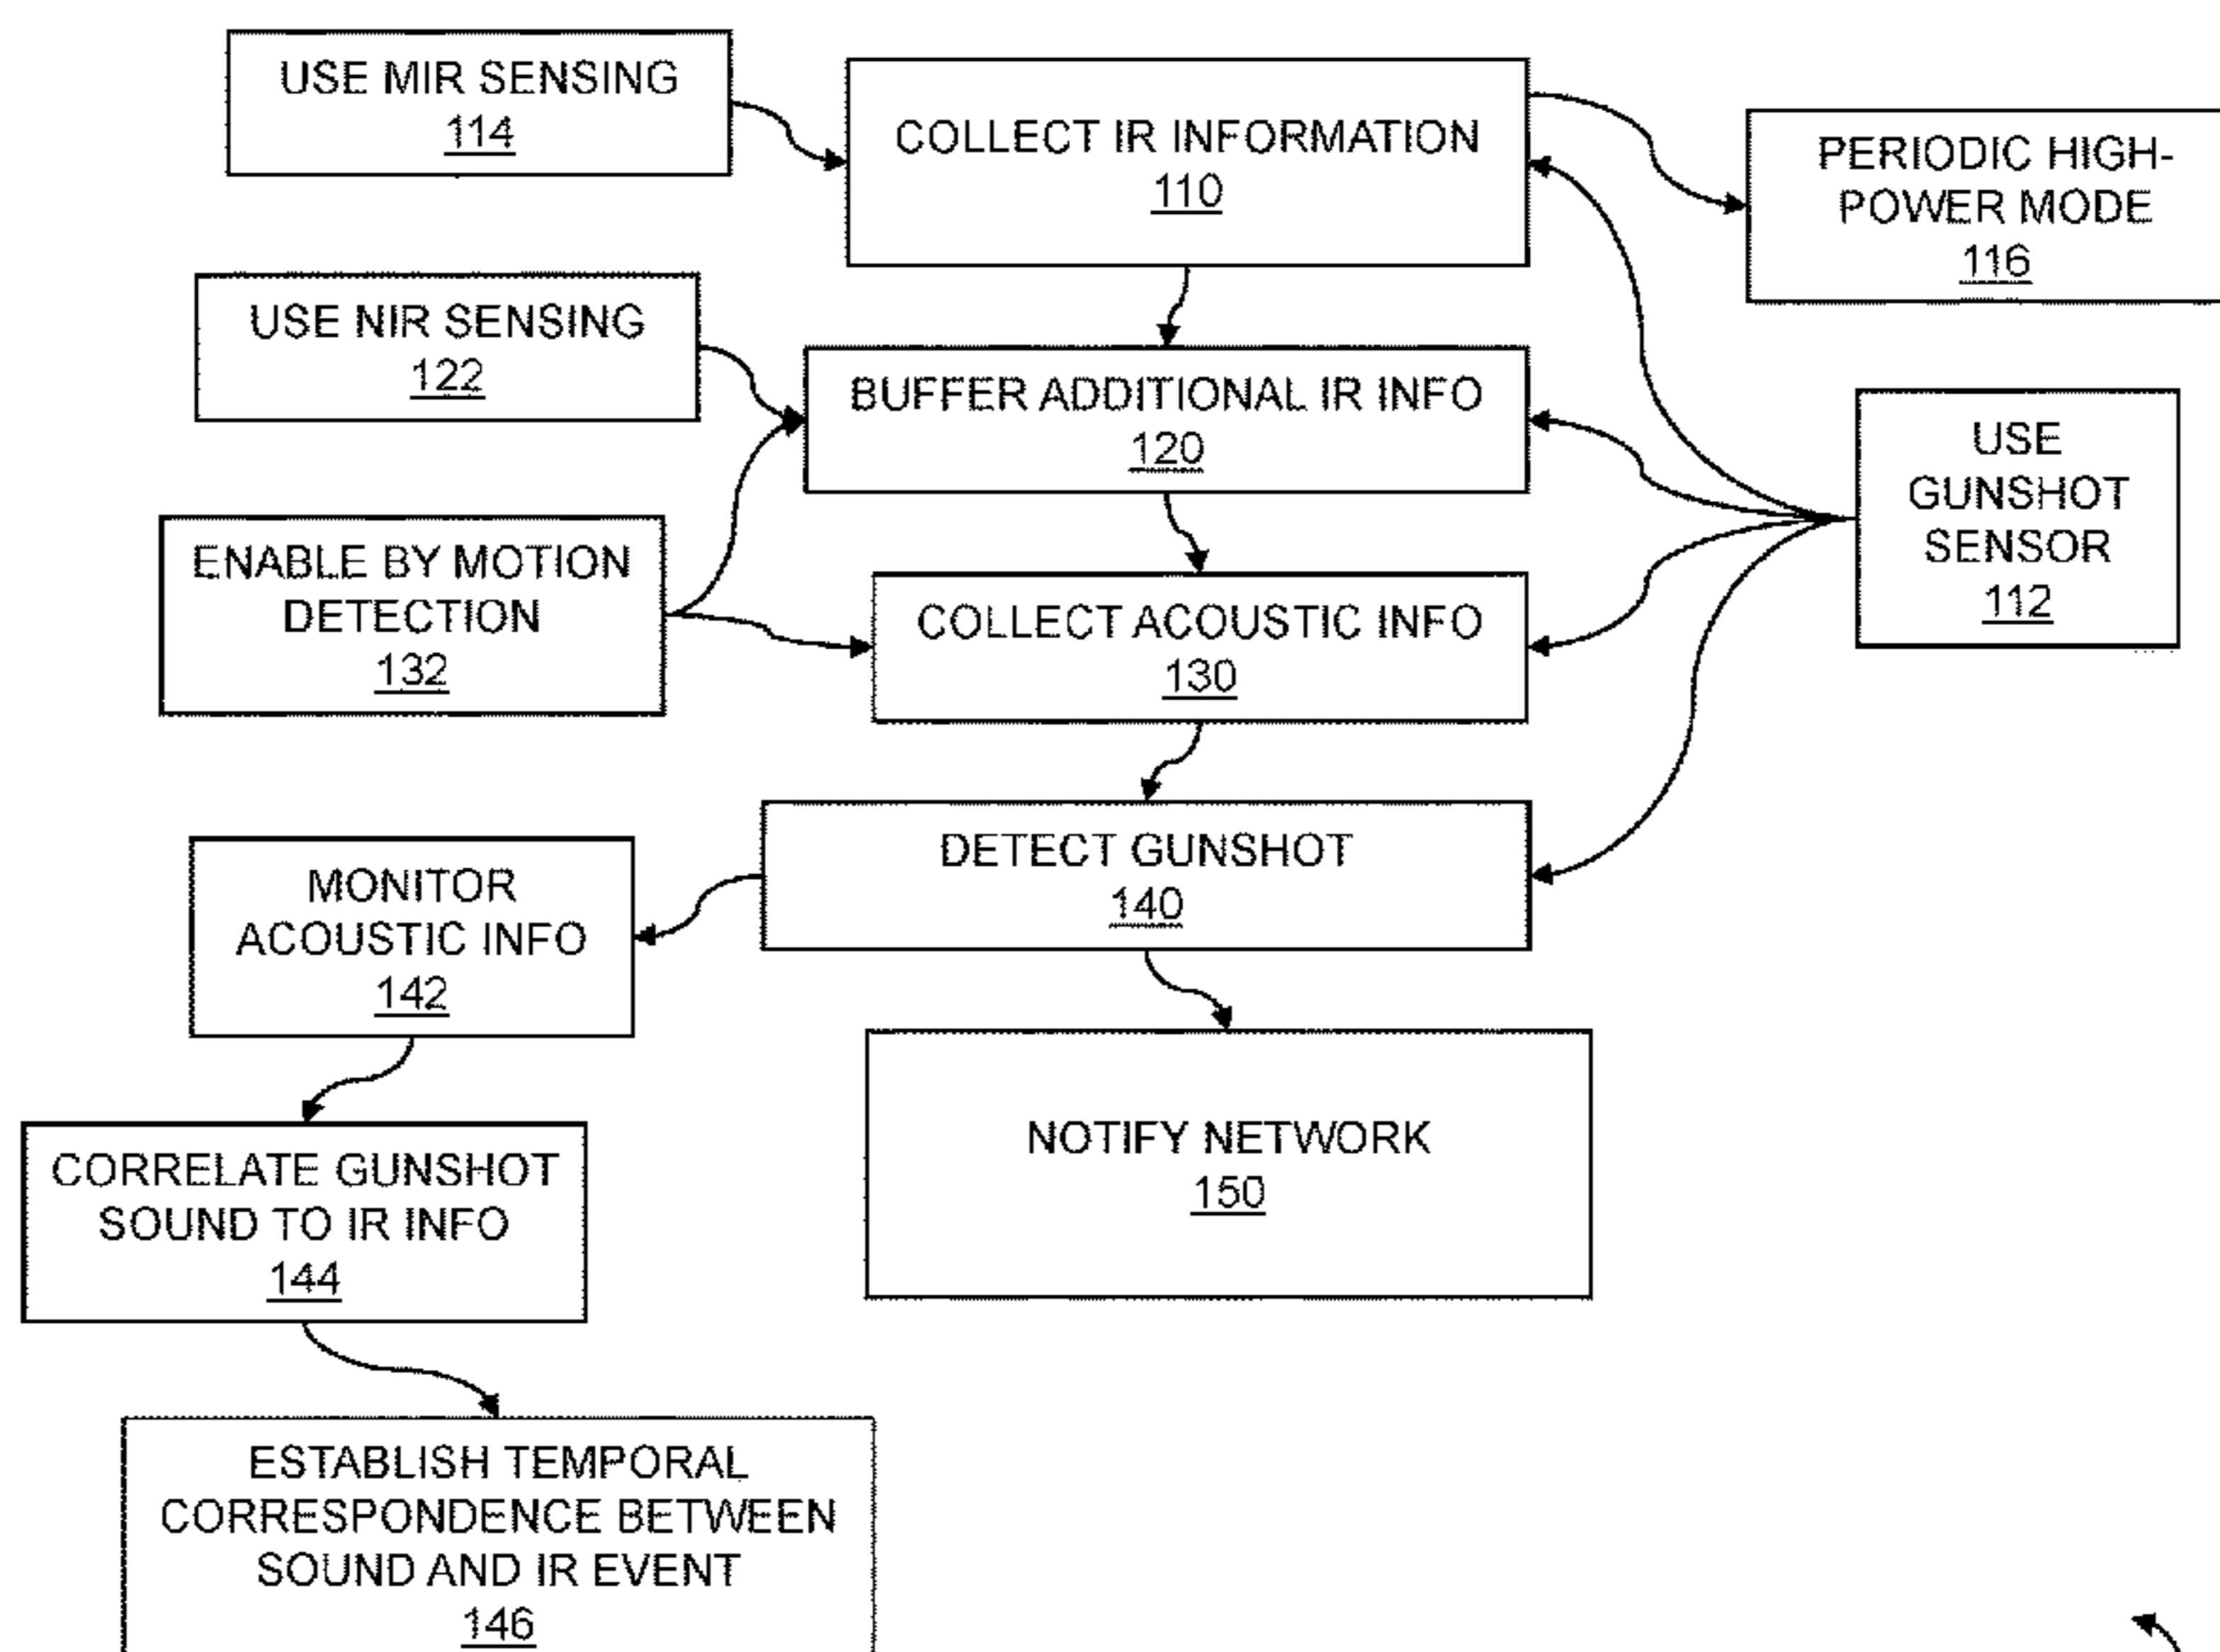 USE MIR SENSING
114
COLLECT IR INFORMATION
110
PERIODIC HIGH-
POWER MODE
116
USE NIR SENSING
122
BUFFER ADDITIONAL IR INFO
120
USE
GUNSHOT
SENSOR
112
ENABLE BY MOTION
DETECTION
132
COLLECT ACOUSTIC INFO
130
DETECT GUNSHOT
140
MONITOR
ACOUSTIC INFO
142
NOTIFY NETWORK
150
CORRELATE GUNSHOT
SOUND TO IR INFO
144
ESTABLISH TEMPORAL
CORRESPONDENCE BETWEEN
SOUND AND IR EVENT
146